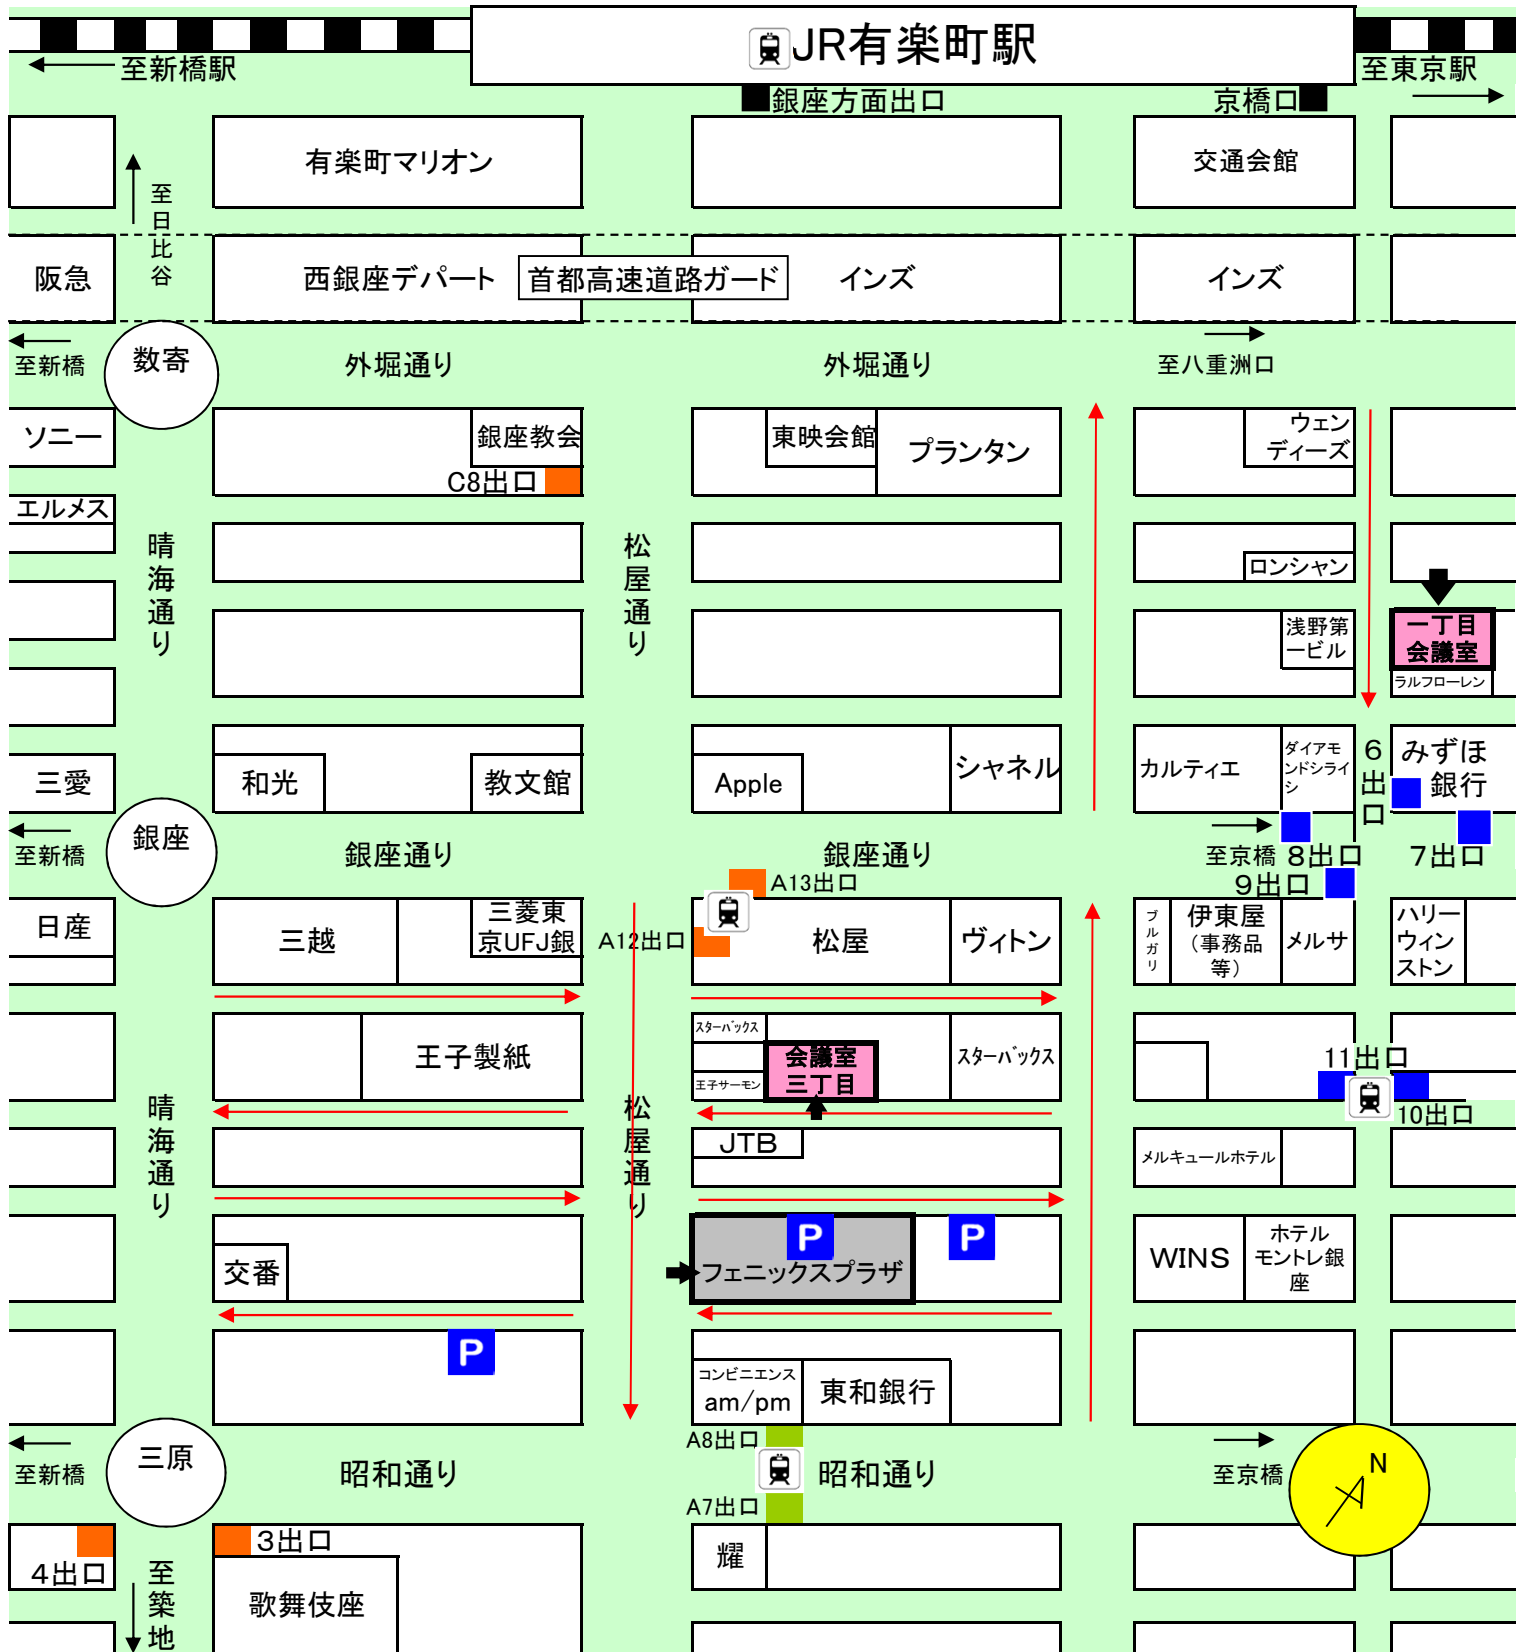 JR有楽町駅
至新橋駅
至東京駅
銀座方面出口
京橋口
有楽町マリオン
交通会館
至日比谷
阪急
西銀座デパート
首都高速道路ガード
インズ
インズ
至新橋
数寄
外堀通り
外堀通り
至八重洲口
ソニー
銀座教会
C8出口
東映会館
プランタン
ウェン
ディーズ
エルメス
晴海通り
松屋通り
ロンシャン
浅野第
一ビル
一丁目
会議室
ラルフローレン
三愛
和光
教文館
Apple
シャネル
カルティエ
ダイアモ
ンドシライ
シ
6出口
みずほ
銀行
至新橋
銀座
銀座通り
銀座通り
至京橋
8出口
7出口
9出口
A13出口
日産
三越
三菱東
京UFJ銀
A12出口
松屋
ヴィトン
ブルガリ
伊東屋
(事務品
等)
メルサ
ハリー
ウィン
ストン
王子製紙
スターバックス
王子サーモン
会議室
三丁目
スターバックス
11出口
10出口
晴海通り
松屋通り
JTB
メルキュールホテル
交番
P
フェニックスプラザ
P
WINS
ホテル
モントレ銀
座
P
コンビニエンス
am/pm
東和銀行
A8出口
至新橋
三原
昭和通り
昭和通り
至京橋
N
A7出口
4出口
3出口
耀
至築地
歌舞伎座